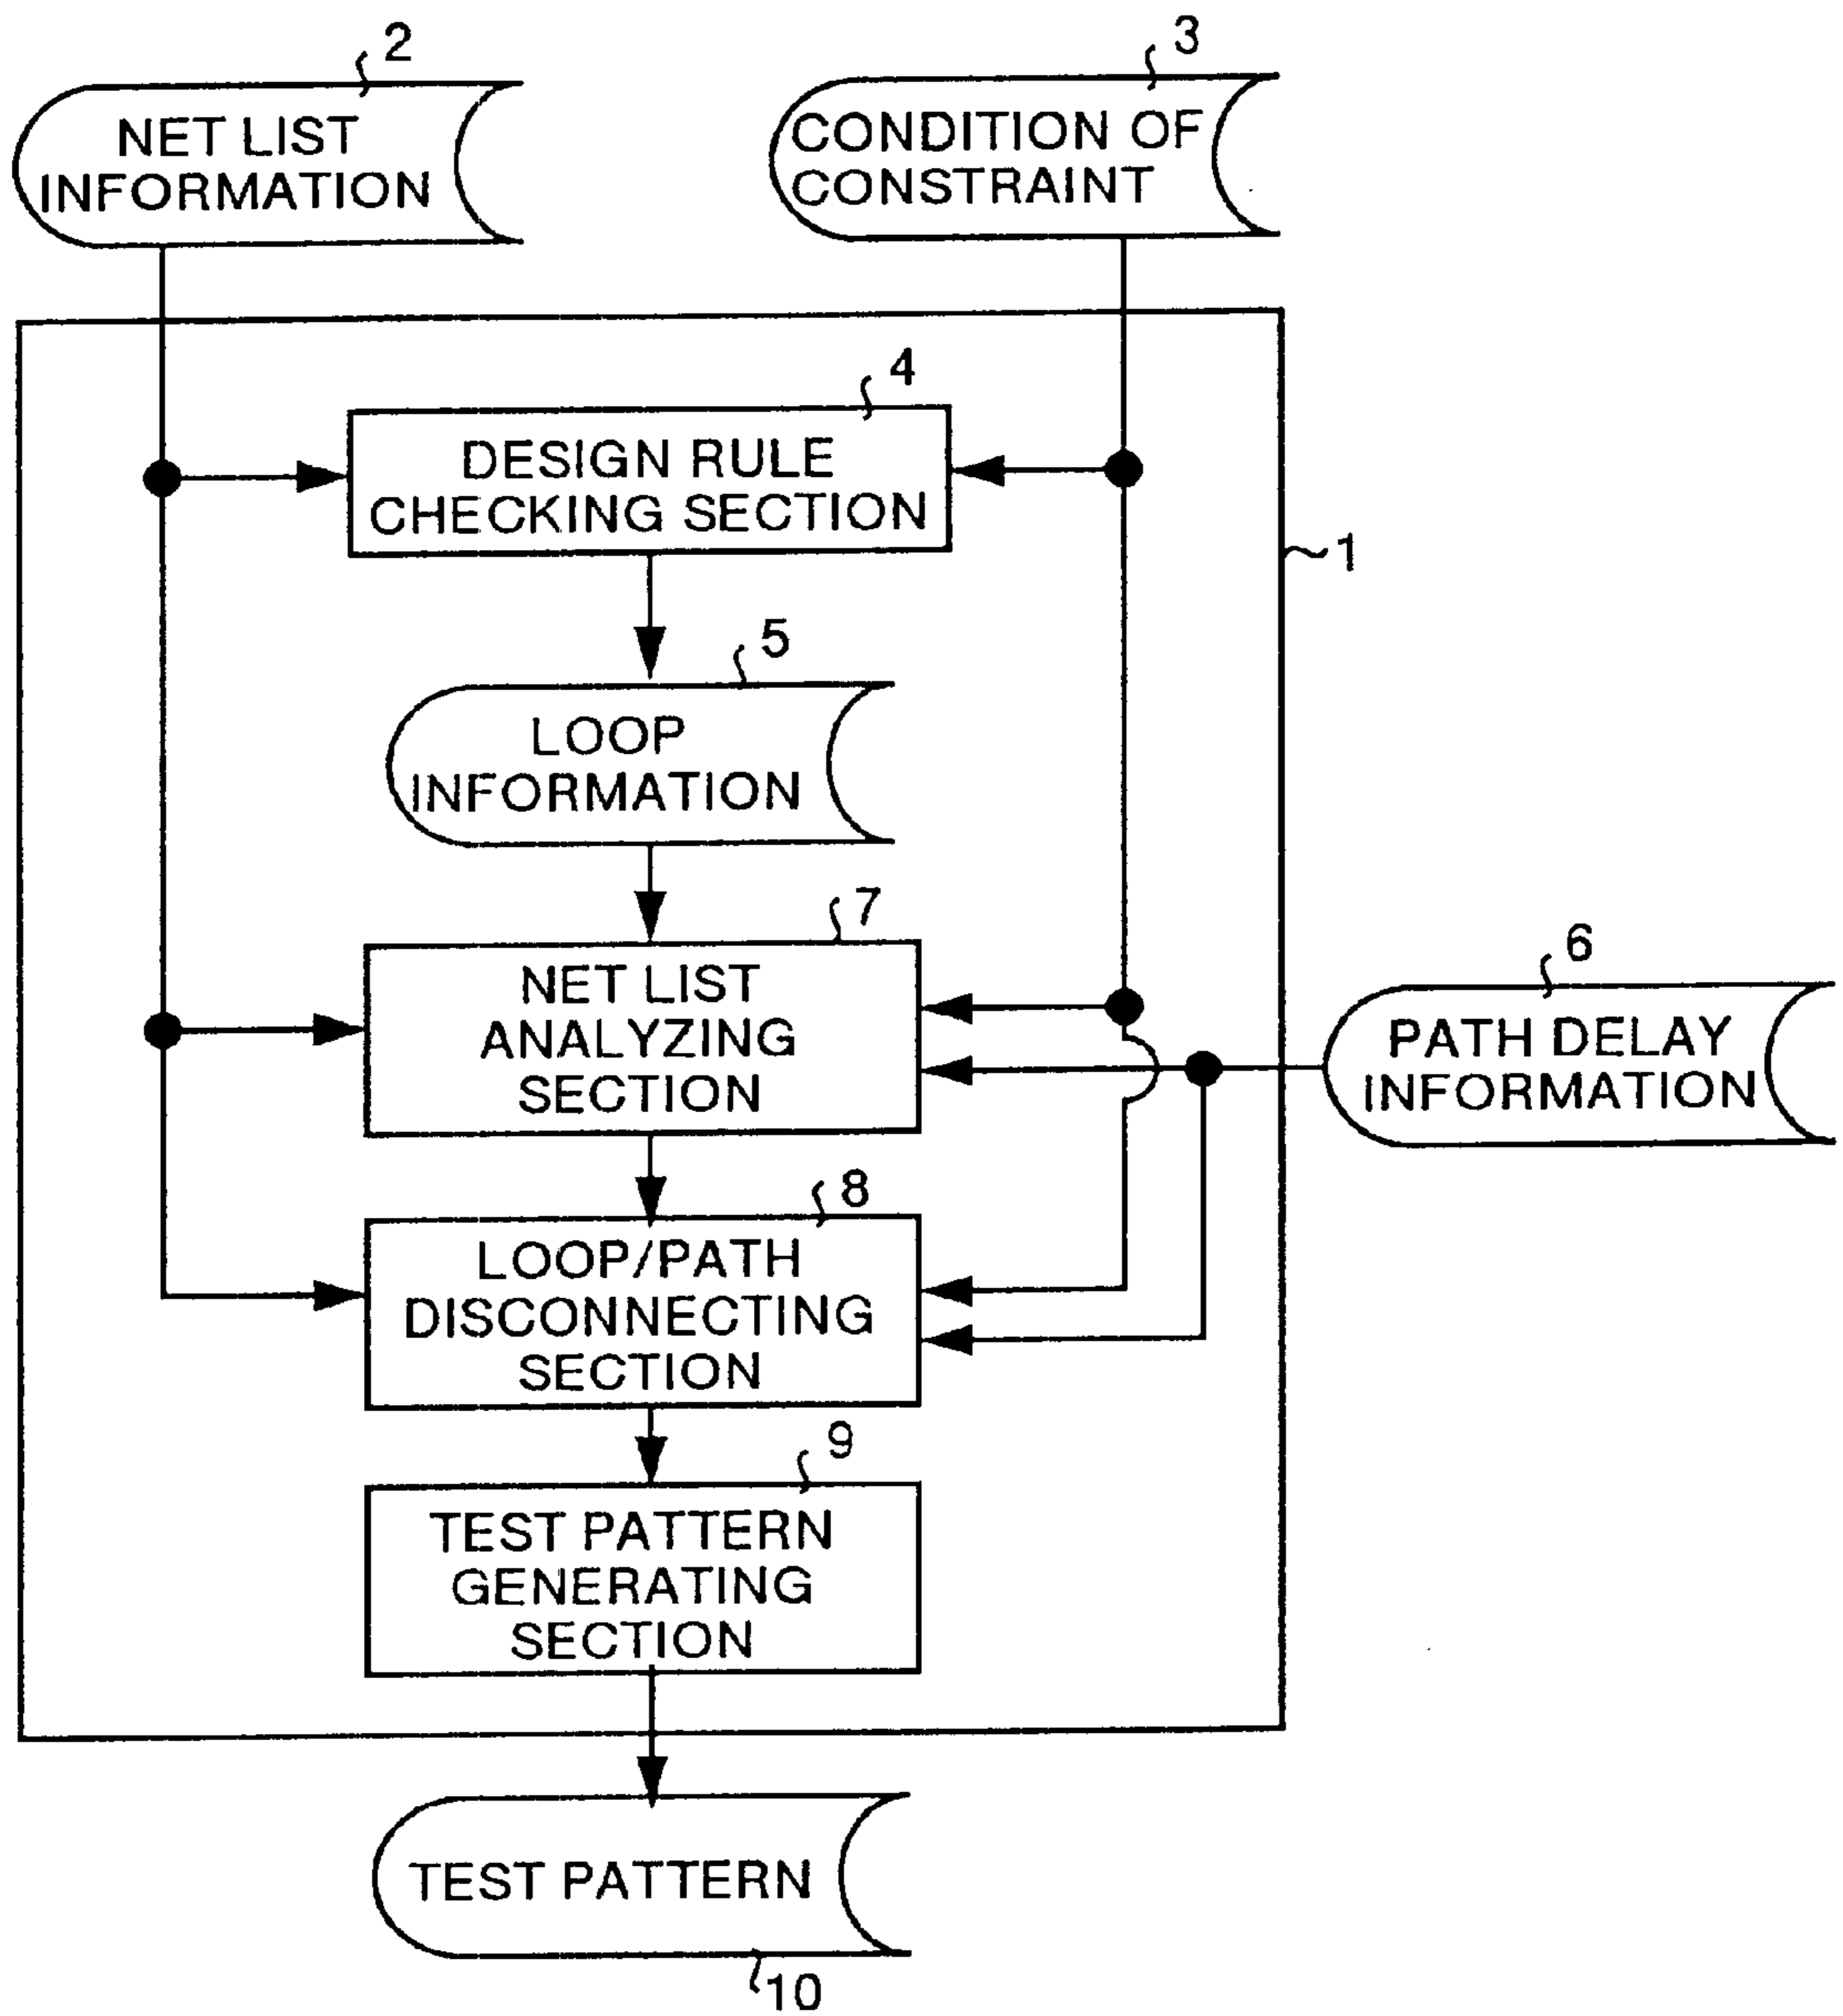 2
NET LIST
INFORMATION
3
CONDITION OF
CONSTRAINT
4
DESIGN RULE
CHECKING SECTION
1
5
LOOP
INFORMATION
7
NET LIST
ANALYZING
SECTION
6
PATH DELAY
INFORMATION
8
LOOP/PATH
DISCONNECTING
SECTION
9
TEST PATTERN
GENERATING
SECTION
TEST PATTERN
10